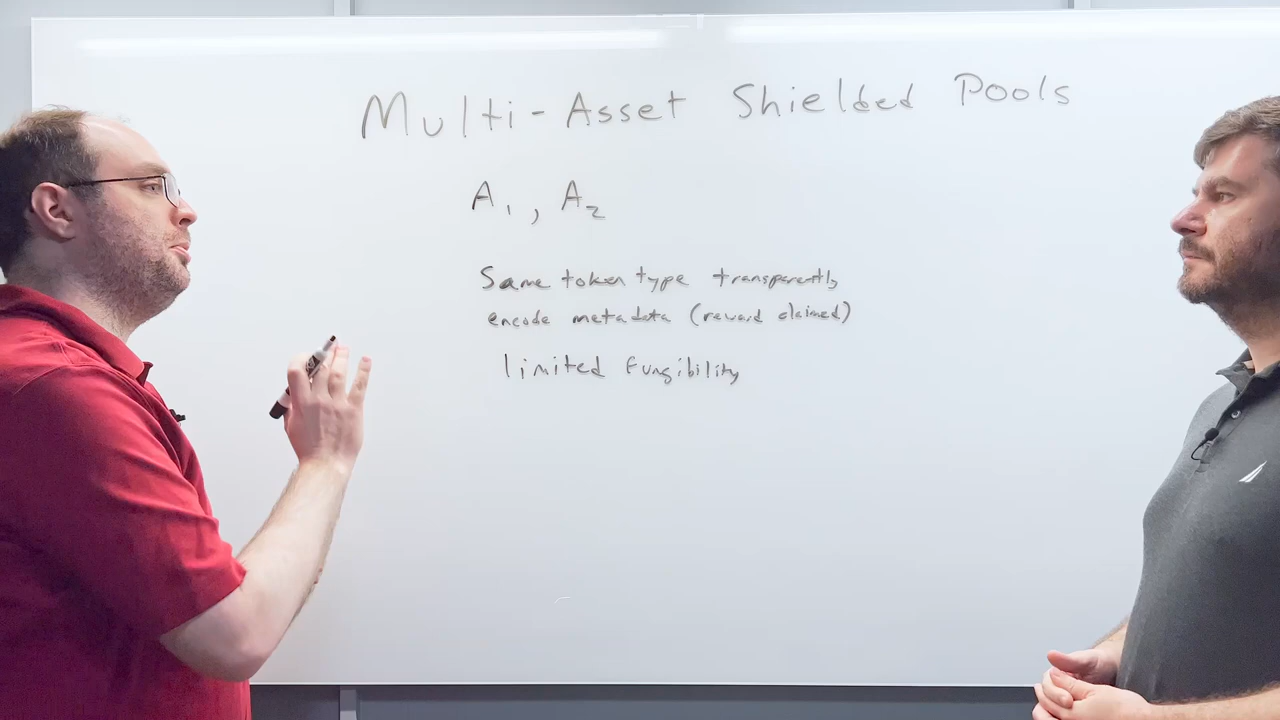 Multi-Asset Shielded Pools
A₁, A₂
Same token type transparently
encode metadata (reward claimed)
limited fungibility